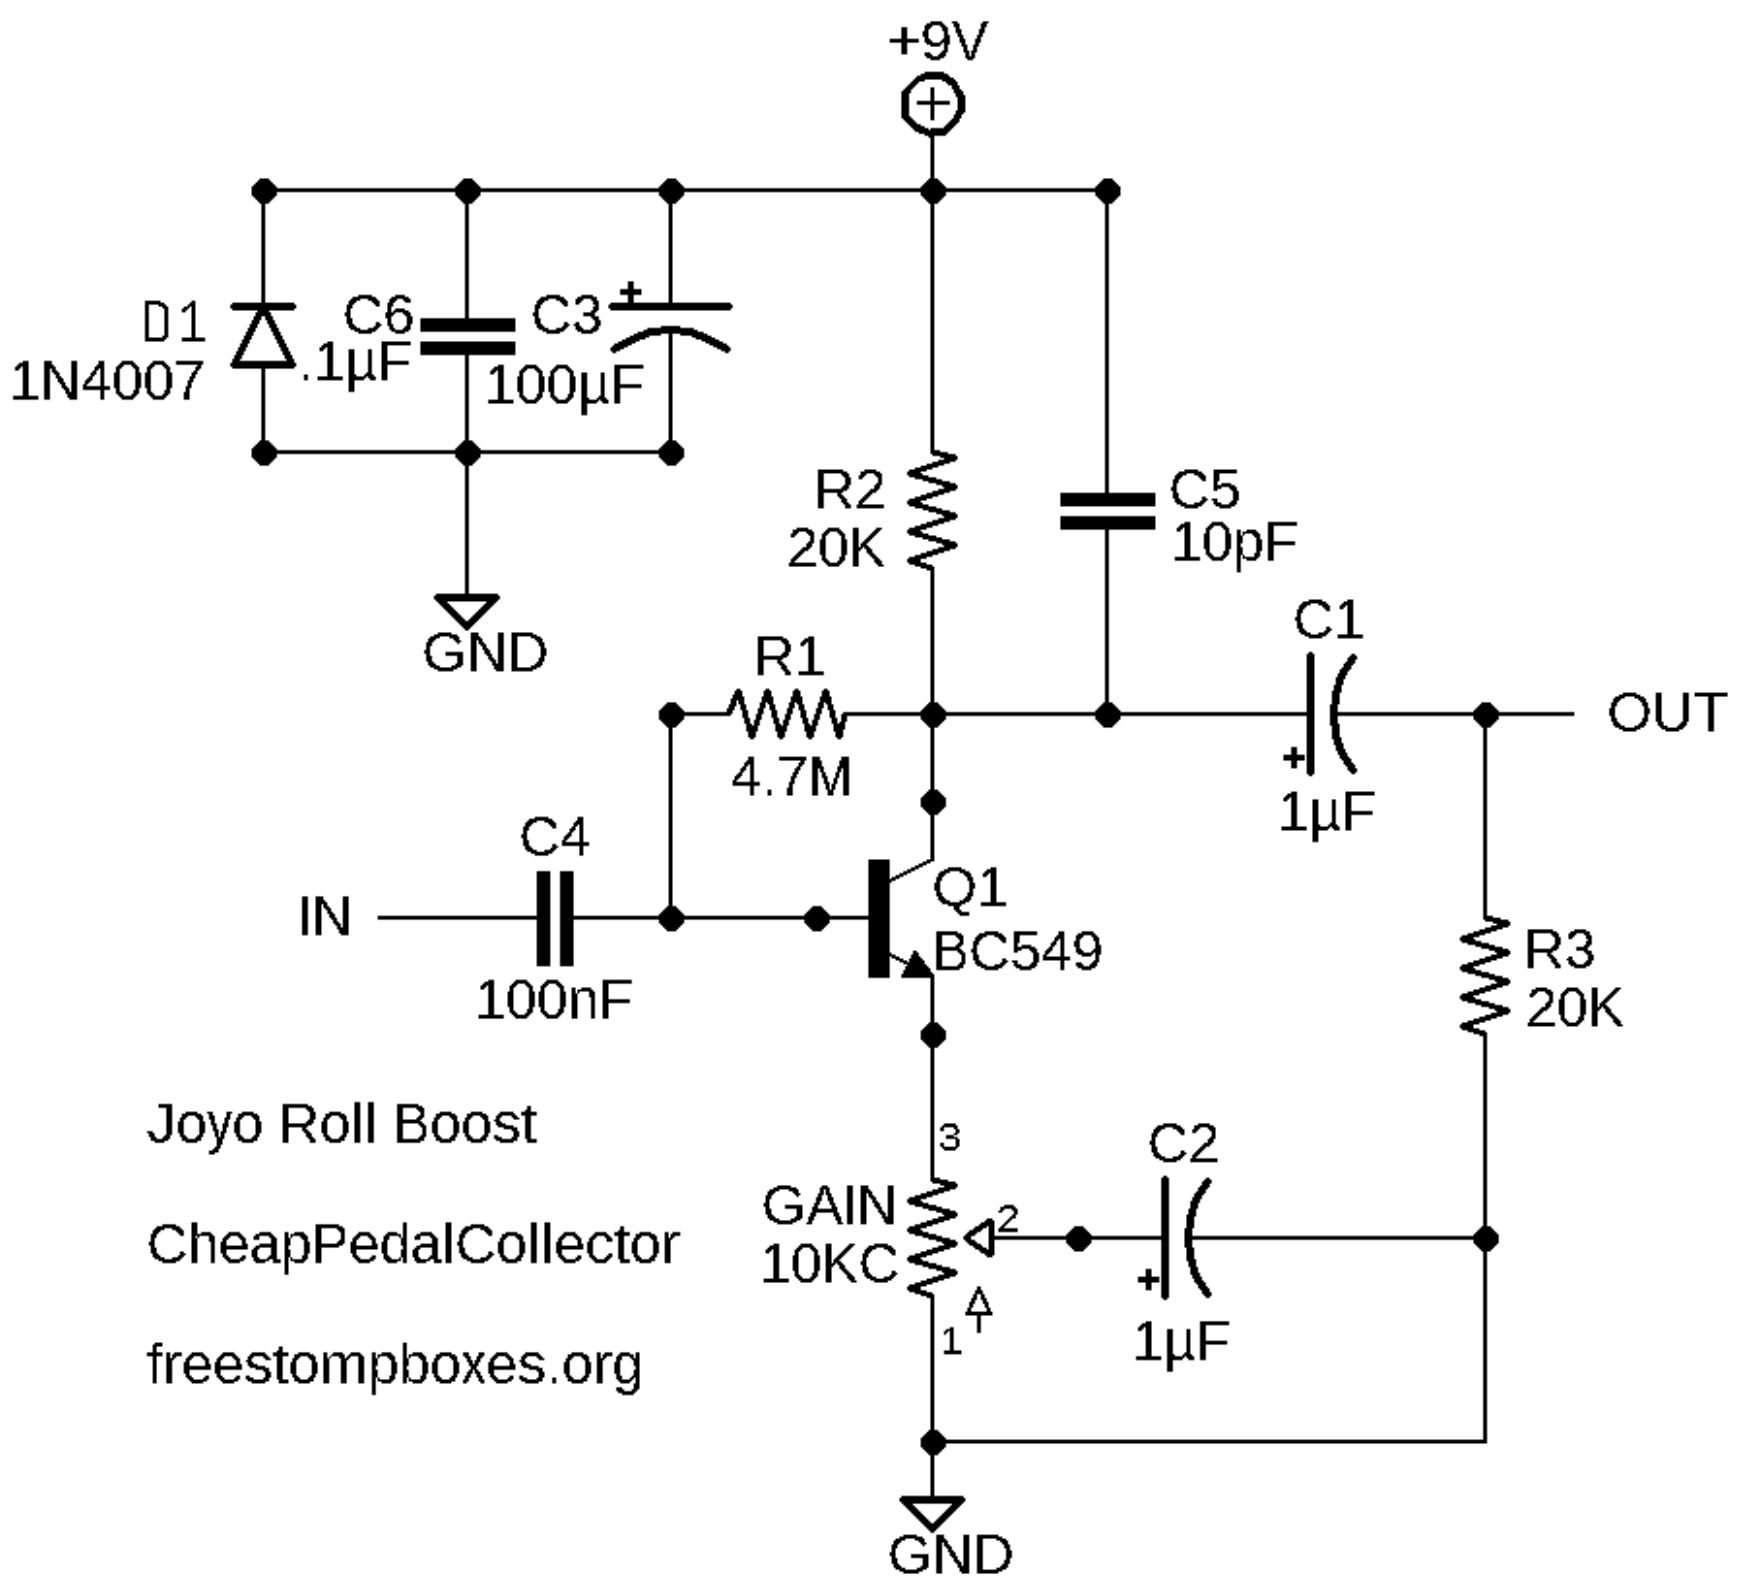 +9V
D1
1N4007
C6
.1µF
C3
+
100µF
GND
R2
20K
C5
10pF
R1
4.7M
C1
+
1µF
OUT
C4
IN
100nF
Q1
BC549
R3
20K
3
GAIN
10KC
2
1
C2
+
1µF
GND
Joyo Roll Boost
CheapPedalCollector
freestompboxes.org